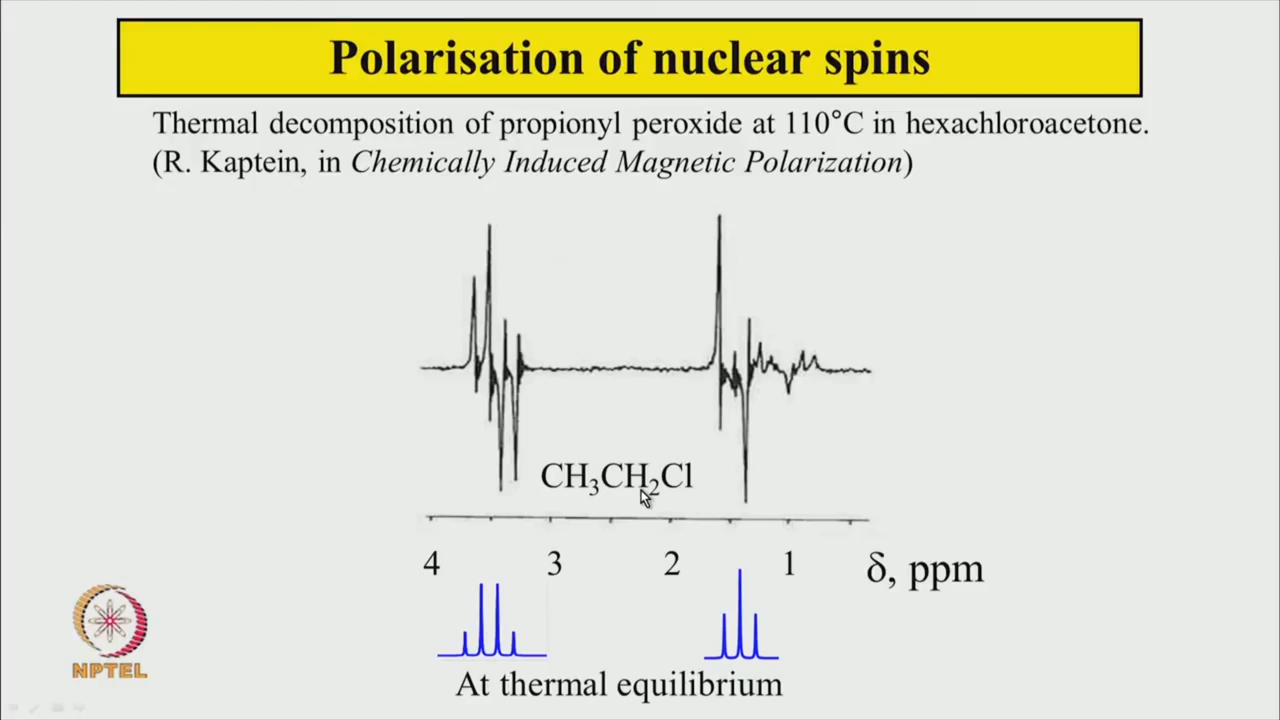 Polarisation of nuclear spins
Thermal decomposition of propionyl peroxide at 110°C in hexachloroacetone.
(R. Kaptein, in Chemically Induced Magnetic Polarization)
CH₃CH₂Cl
4 3 2 1 δ, ppm
At thermal equilibrium
NPTEL